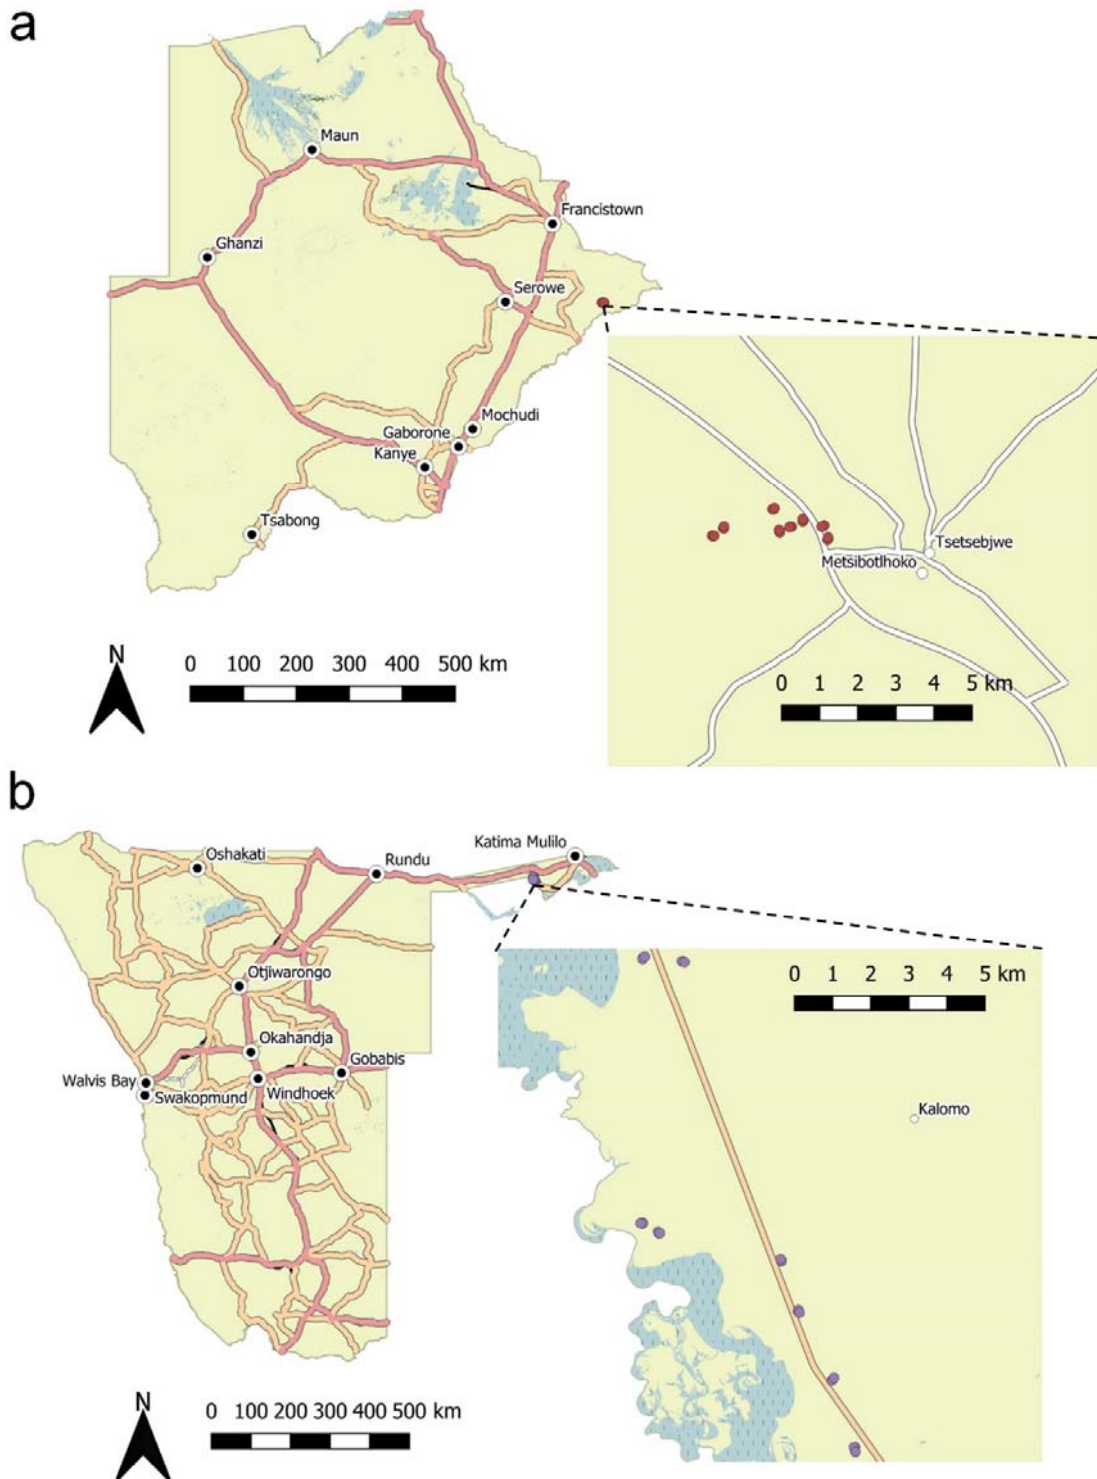 a
Maun
Francistown
Ghanzi
Serowe
Mochudi
Gaborone
Kanye
Tsabong
Tsetsebjwe
Metsibotlhoko
N
0 100 200 300 400 500 km
0 1 2 3 4 5 km
b
Katima Mulilo
Oshakati
Rundu
Otjiwarongo
0 1 2 3 4 5 km
Okahandja
Gobabis
Walvis Bay
Swakopmund
Windhoek
Kalomo
N
0 100 200 300 400 500 km